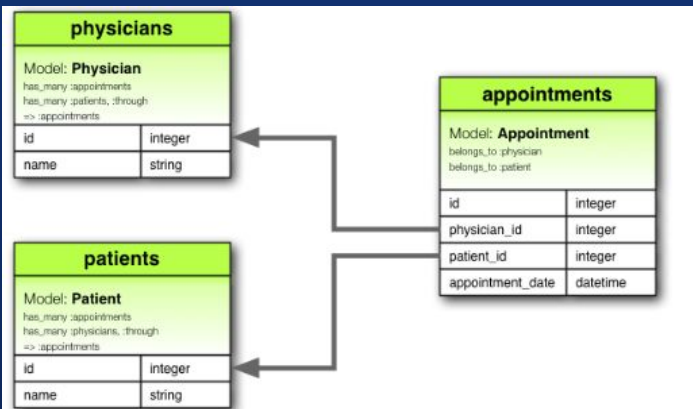 physicians
Model: Physician
has_many :appointments
has_many :patients, :through
=> :appointments
id integer
name string
patients
Model: Patient
has_many :appointments
has_many :physicians, :through
=> :appointments
id integer
name string
appointments
Model: Appointment
belongs_to :physician
belongs_to :patient
id integer
physician_id integer
patient_id integer
appointment_date datetime